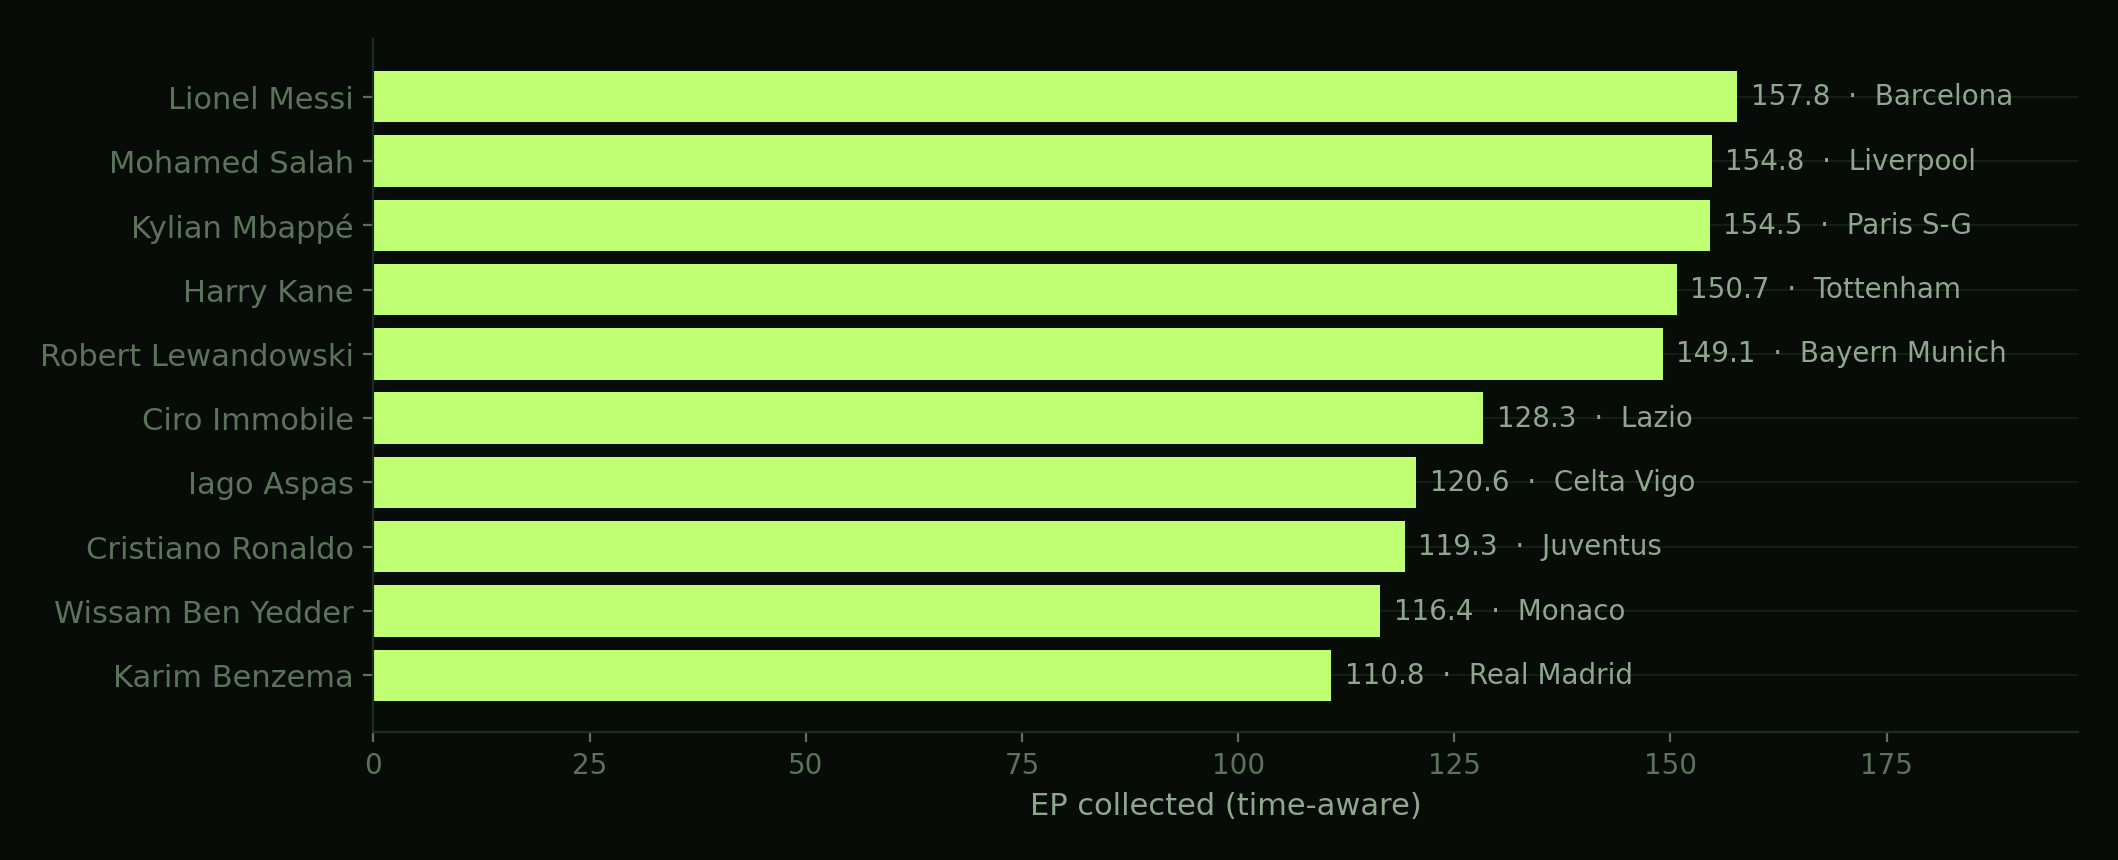 Lionel Messi 157.8 · Barcelona
Mohamed Salah 154.8 · Liverpool
Kylian Mbappé 154.5 · Paris S-G
Harry Kane 150.7 · Tottenham
Robert Lewandowski 149.1 · Bayern Munich
Ciro Immobile 128.3 · Lazio
Iago Aspas 120.6 · Celta Vigo
Cristiano Ronaldo 119.3 · Juventus
Wissam Ben Yedder 116.4 · Monaco
Karim Benzema 110.8 · Real Madrid
0 25 50 75 100 125 150 175
EP collected (time-aware)